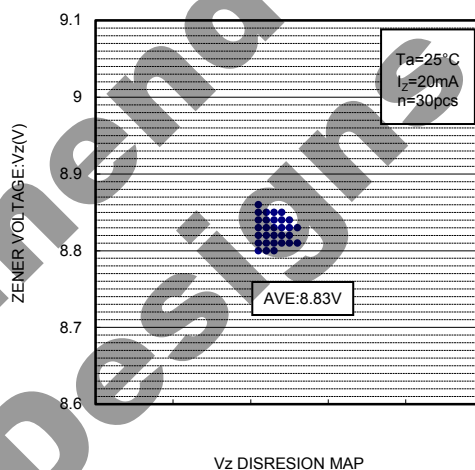 9.1
9
8.9
8.8
8.7
8.6
ZENER VOLTAGE:Vz(V)
Ta=25°C
IZ=20mA
n=30pcs
AVE:8.83V
Vz DISRESION MAP
Designs